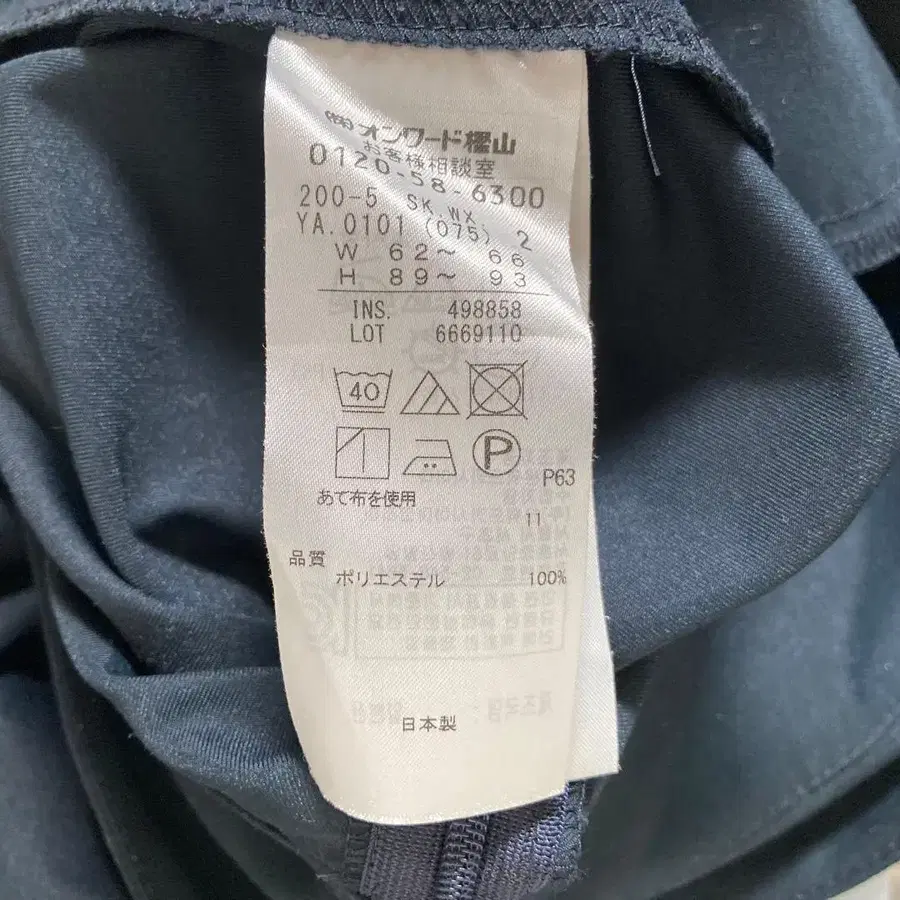 ㈱オンワード樫山
お客様相談室
0120-58-6300
200-5 SK.WX
YA.0101 (075) 2
W 62～ 66
H 89～ 93
INS. 498858
LOT 6669110
40
P
P63
あて布を使用
11
品質
ポリエステル 100%
日本製